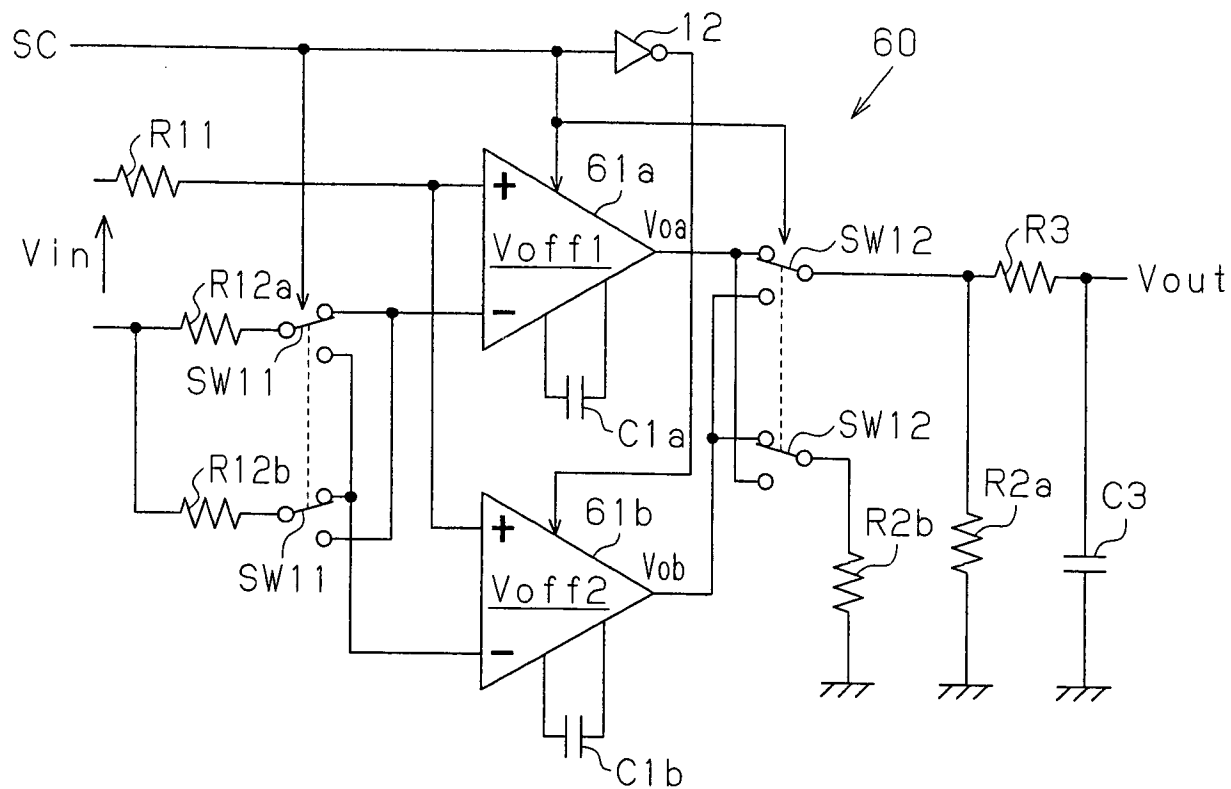 SC
12
60
R11
+
61a
Voa
Voff1
−
Vin
R12a
SW11
C1a
SW12
R3
Vout
SW12
R12b
SW11
+
61b
Vob
Voff2
−
C1b
R2b
R2a
C3